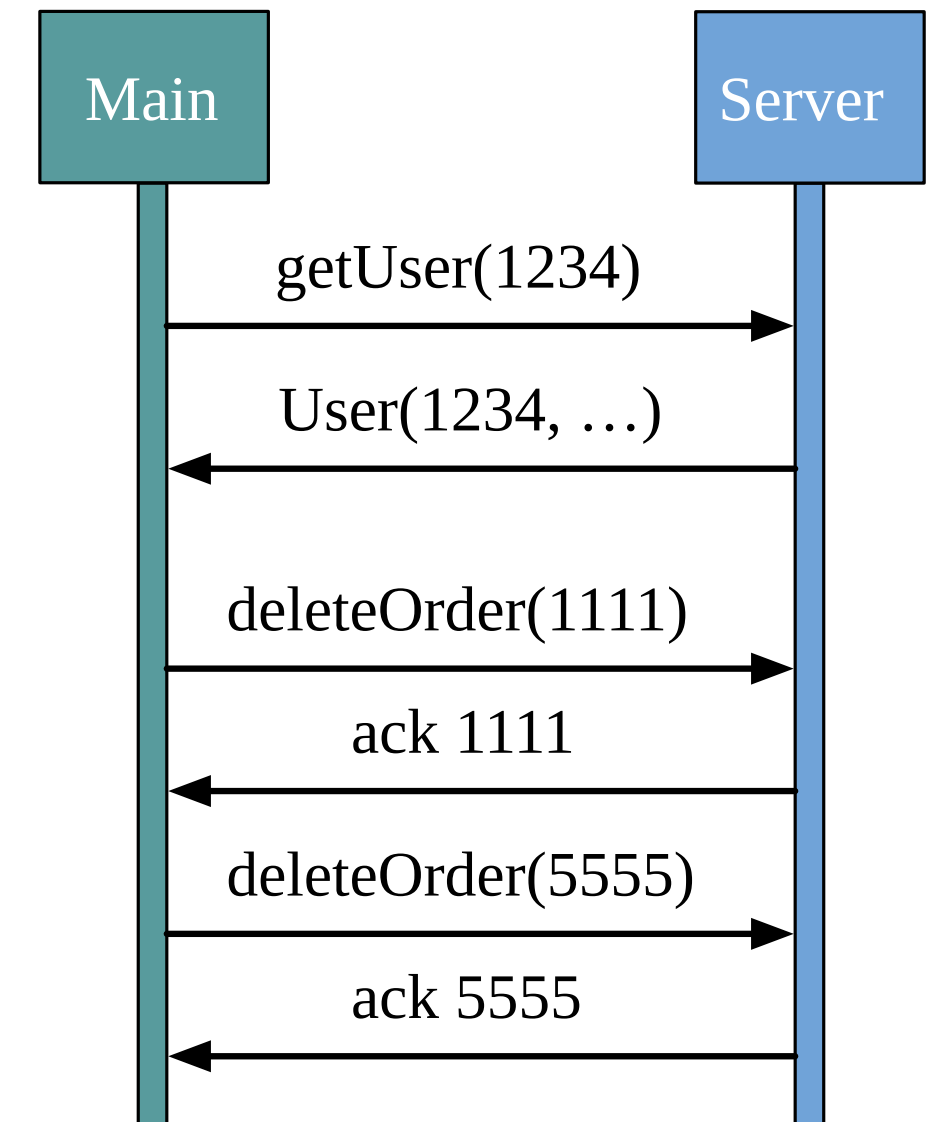 Main
Server
getUser(1234)
User(1234, …)
deleteOrder(1111)
ack 1111
deleteOrder(5555)
ack 5555